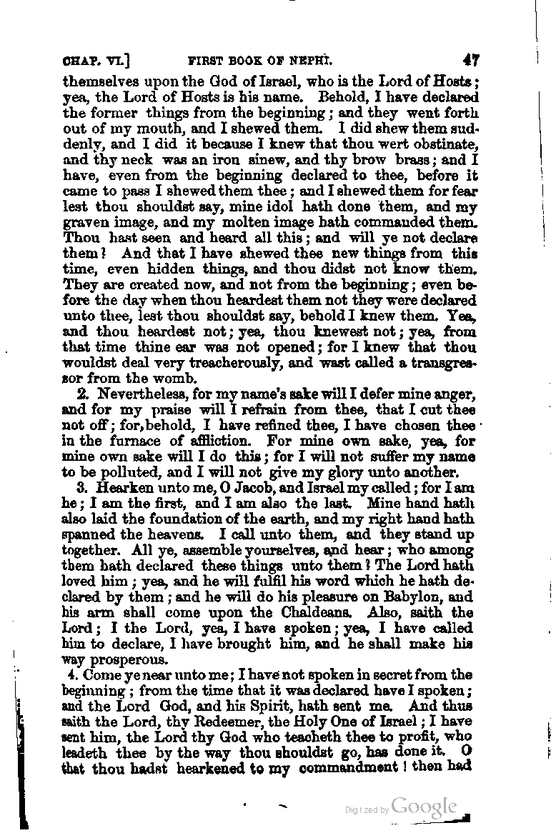 CHAP. VI.] FIRST BOOK OF NEPHI. 47
themselves upon the God of Israel, who is the Lord of Hosts;
yea, the Lord of Hosts is his name. Behold, I have declared
the former things from the beginning; and they went forth
out of my mouth, and I shewed them. I did shew them sud-
denly, and I did it because I knew that thou wert obstinate,
and thy neck was an iron sinew, and thy brow brass; and I
have, even from the beginning declared to thee, before it
came to pass I shewed them thee; and I shewed them for fear
lest thou shouldst say, mine idol hath done them, and my
graven image, and my molten image hath commanded them.
Thou hast seen and heard all this; and will ye not declare
them? And that I have shewed thee new things from this
time, even hidden things, and thou didst not know them.
They are created now, and not from the beginning; even be-
fore the day when thou heardest them not they were declared
unto thee, lest thou shouldst say, behold I knew them. Yea,
and thou heardest not; yea, thou knewest not; yea, from
that time thine ear was not opened; for I knew that thou
wouldst deal very treacherously, and wast called a transgres-
sor from the womb.
2. Nevertheless, for my name's sake will I defer mine anger,
and for my praise will I refrain from thee, that I cut thee
not off; for, behold, I have refined thee, I have chosen thee
in the furnace of affliction. For mine own sake, yea, for
mine own sake will I do this; for I will not suffer my name
to be polluted, and I will not give my glory unto another.
3. Hearken unto me, O Jacob, and Israel my called; for I am
he; I am the first, and I am also the last. Mine hand hath
also laid the foundation of the earth, and my right hand hath
spanned the heavens. I call unto them, and they stand up
together. All ye, assemble yourselves, and hear; who among
them hath declared these things unto them? The Lord hath
loved him; yea, and he will fulfil his word which he hath de-
clared by them; and he will do his pleasure on Babylon, and
his arm shall come upon the Chaldeans. Also, saith the
Lord; I the Lord, yea, I have spoken; yea, I have called
him to declare, I have brought him, and he shall make his
way prosperous.
4. Come ye near unto me; I have not spoken in secret from the
beginning; from the time that it was declared have I spoken;
and the Lord God, and his Spirit, hath sent me. And thus
saith the Lord, thy Redeemer, the Holy One of Israel; I have
sent him, the Lord thy God who teacheth thee to profit, who
leadeth thee by the way thou shouldst go, has done it. O
that thou hadst hearkened to my commandment! then had
Digitized by Google